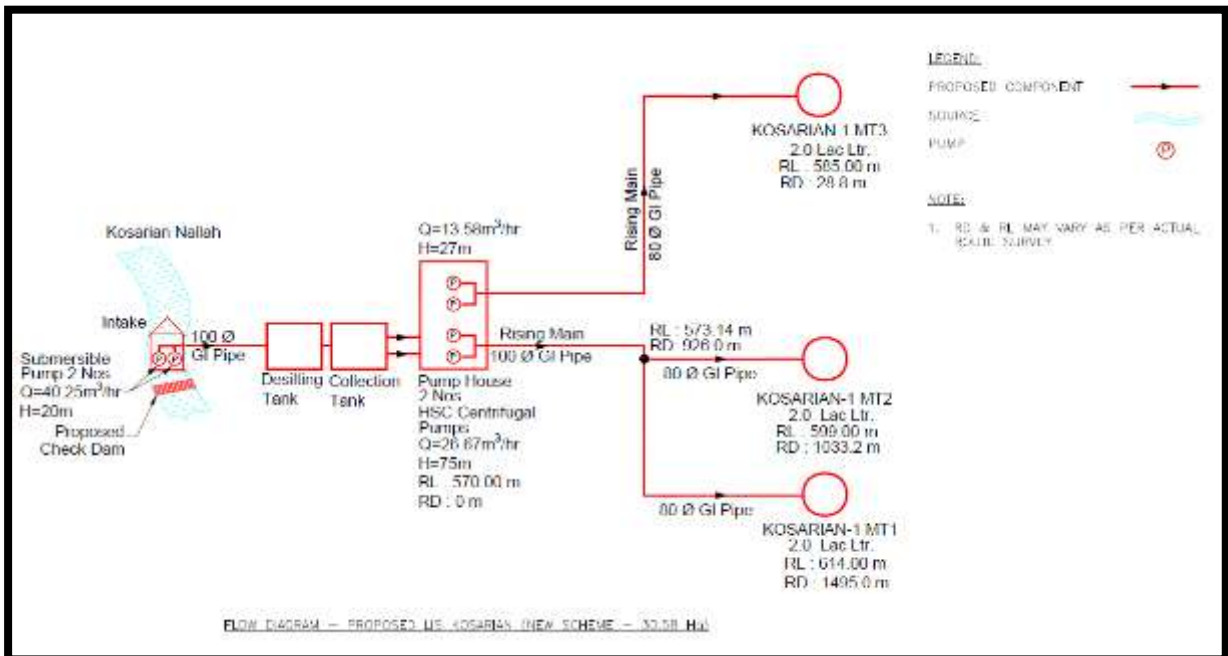 LEGEND:
PROPOSED COMPONENT
SOURCE
PUMP
P
NOTE:
1. RD & RL MAY VARY AS PER ACTUAL
ROUTE SURVEY
KOSARIAN-1 MT3
2.0 Lac Ltr.
RL : 585.00 m
RD : 28.8 m
Rising Main
80 Ø GI Pipe
Q=13.58m³/hr
H=27m
Kosarian Nallah
Intake
100 Ø
GI Pipe
P P
Submersible
Pump 2 Nos
Q=40.25m³/hr
H=20m
Proposed
Check Dam
Desilting
Tank
Collection
Tank
P
P
P
P
Pump House
2 Nos
HSC Centrifugal
Pumps
Q=26.67m³/hr
H=75m
RL : 570.00 m
RD : 0 m
Rising Main
100 Ø GI Pipe
RL : 573.14 m
RD: 926.0 m
80 Ø GI Pipe
KOSARIAN-1 MT2
2.0 Lac Ltr.
RL : 599.00 m
RD : 1033.2 m
80 Ø GI Pipe
KOSARIAN-1 MT1
2.0 Lac Ltr.
RL : 614.00 m
RD : 1495.0 m
FLOW DIAGRAM – PROPOSED LIS KOSARIAN (NEW SCHEME – 30.58 Ha)